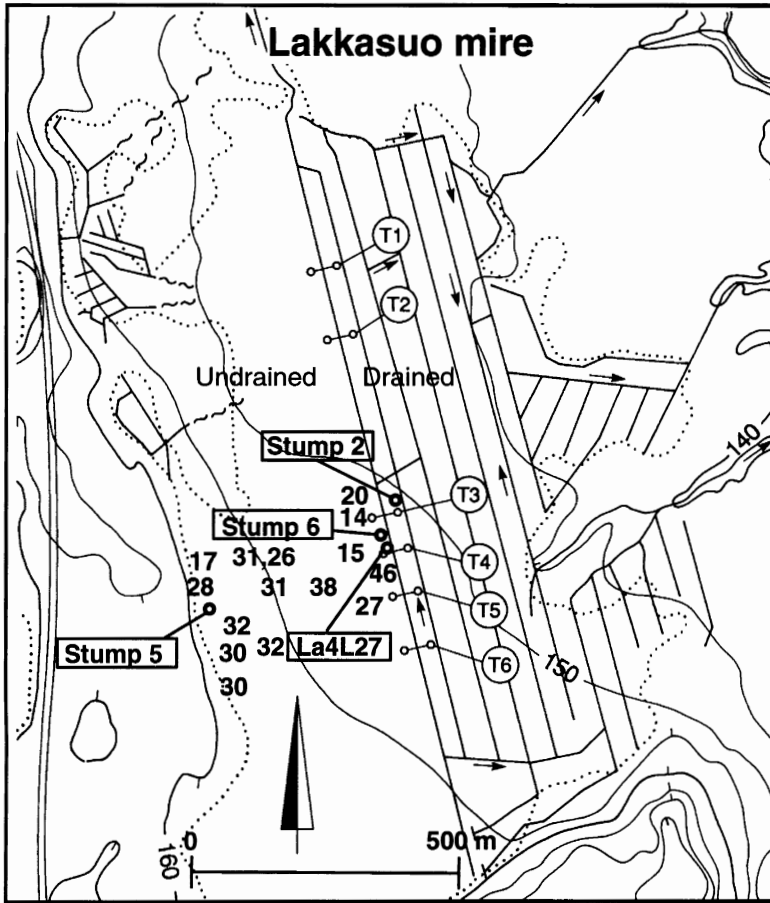 Lakkasuo mire
T1
T2
Undrained Drained
Stump 2
20
T3
14
Stump 6
140
15
17
31,26
T4
46
28
31
38
27
T5
32
Stump 5
30
32
La4L27
T6
150
30
0
500 m
160